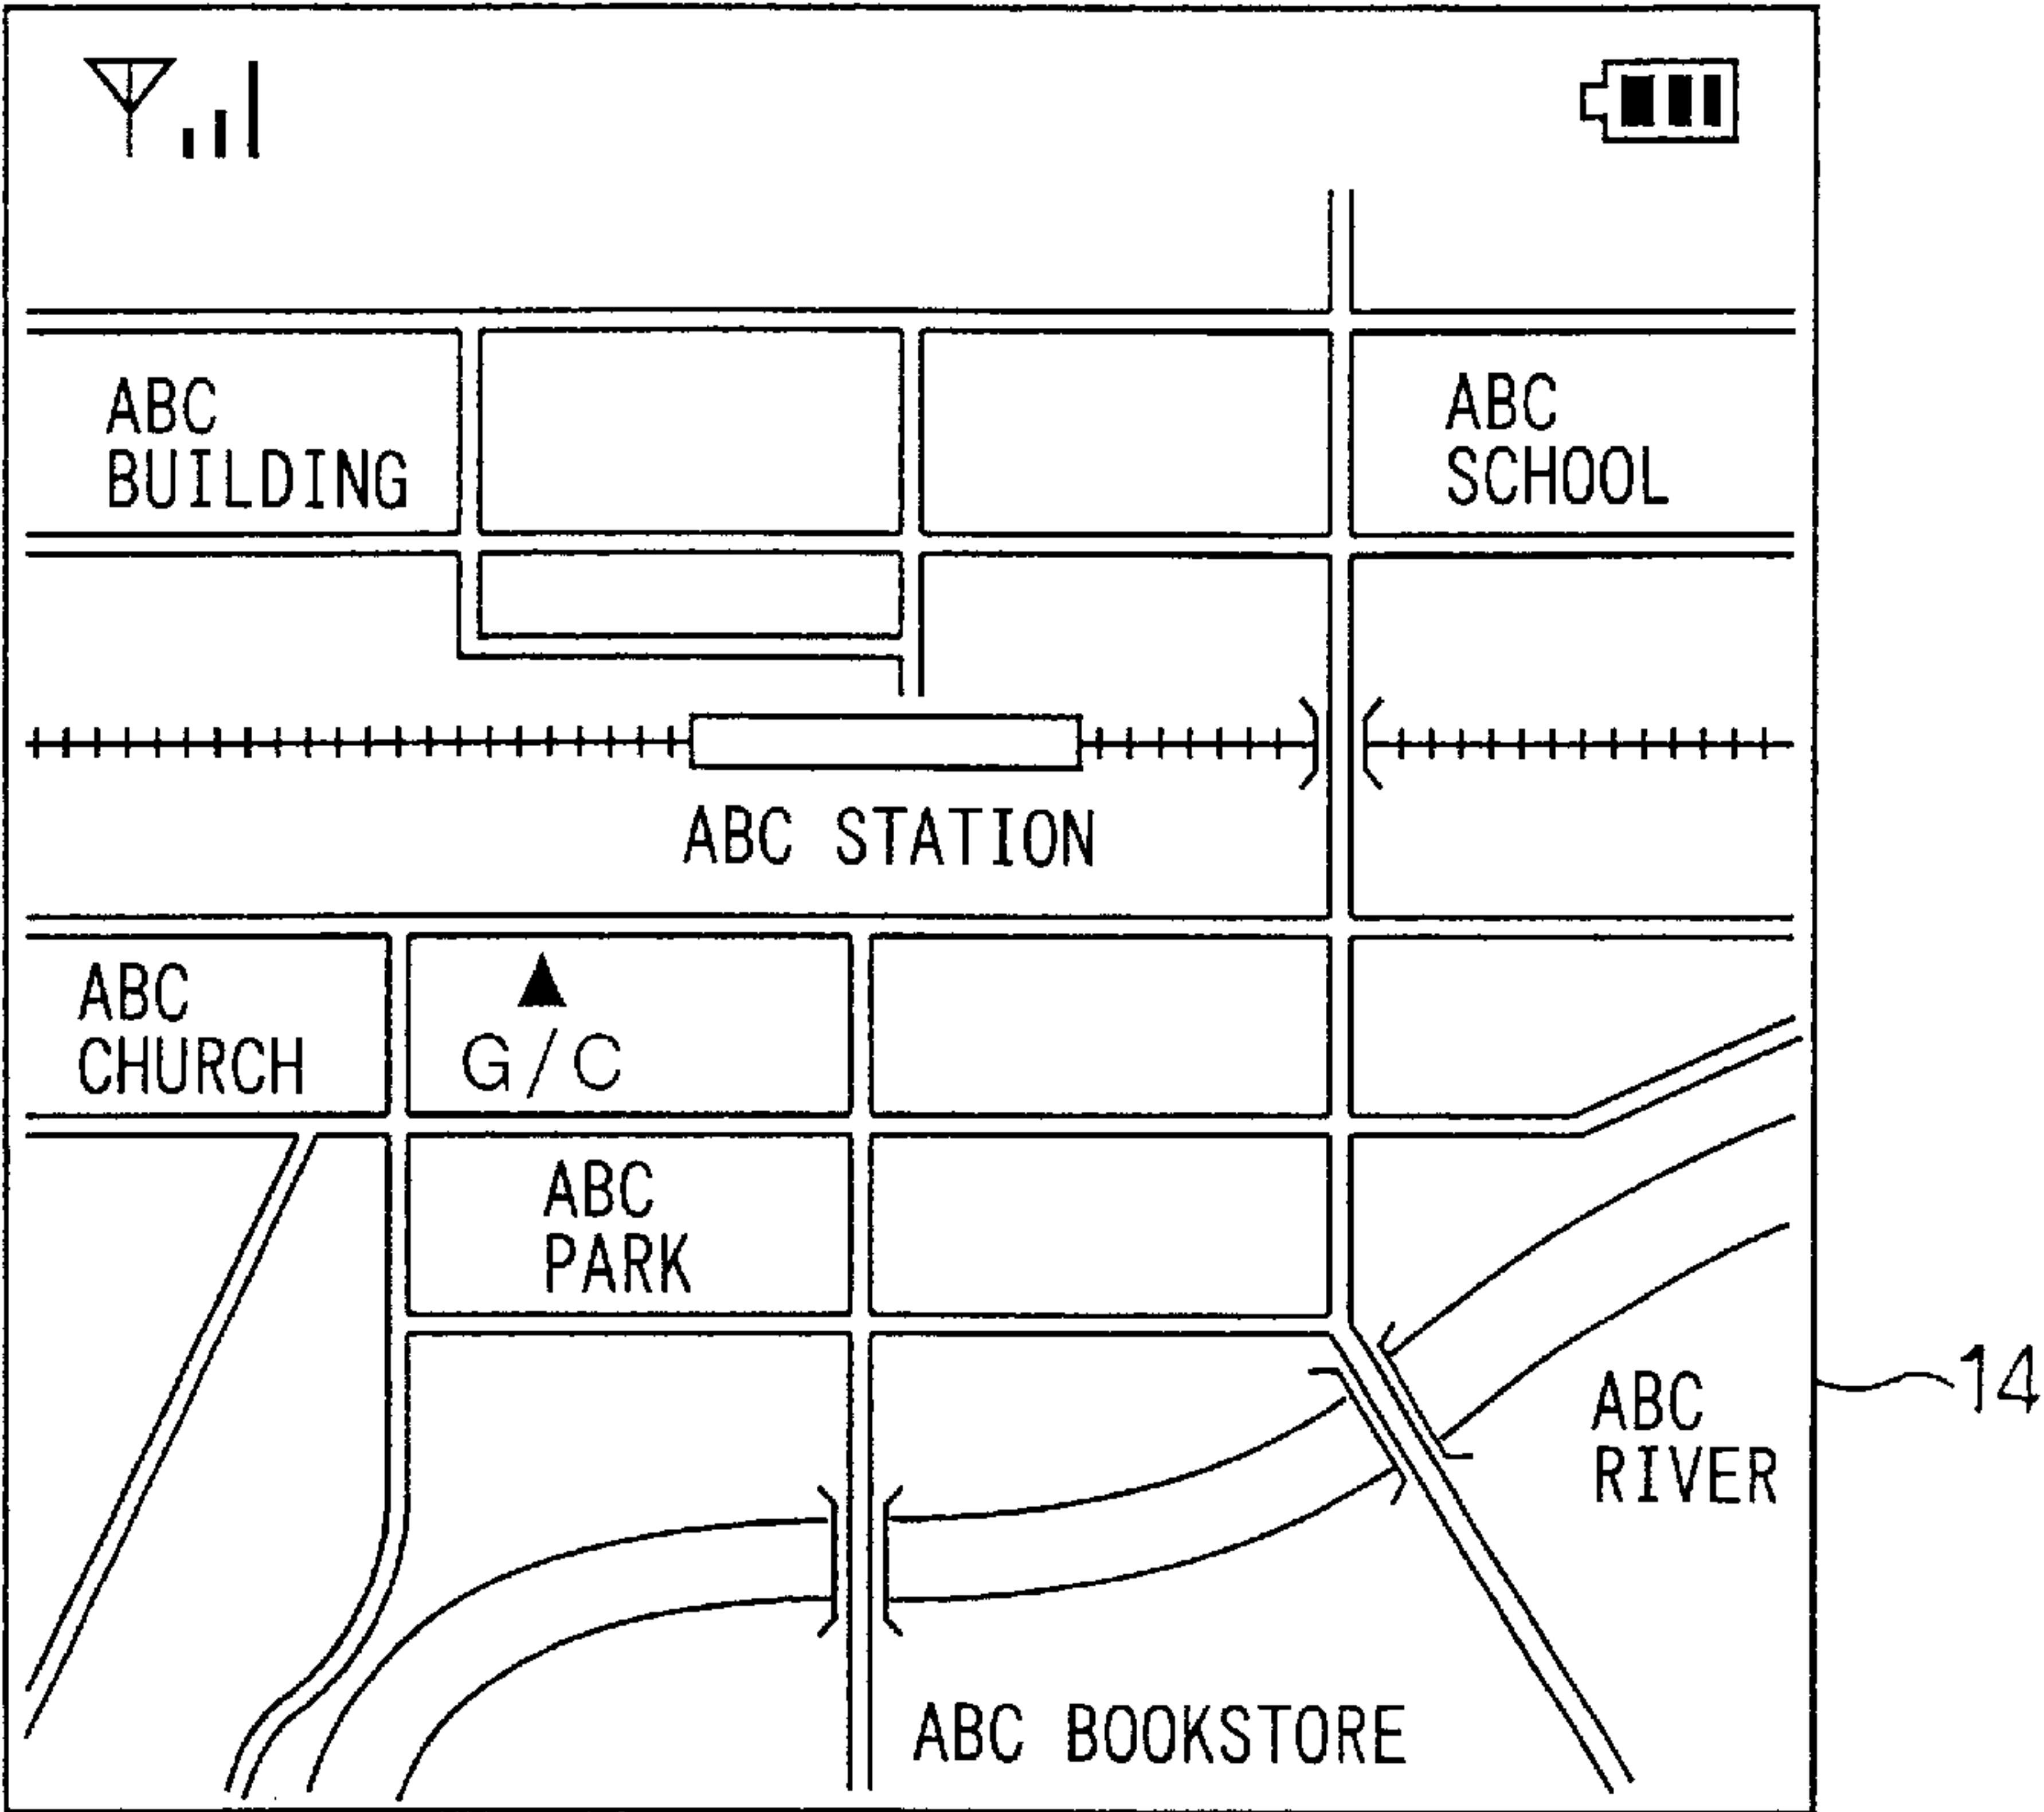 ABC
BUILDING
ABC
SCHOOL
ABC STATION
ABC
CHURCH
G/C
ABC
PARK
14
ABC
RIVER
ABC BOOKSTORE